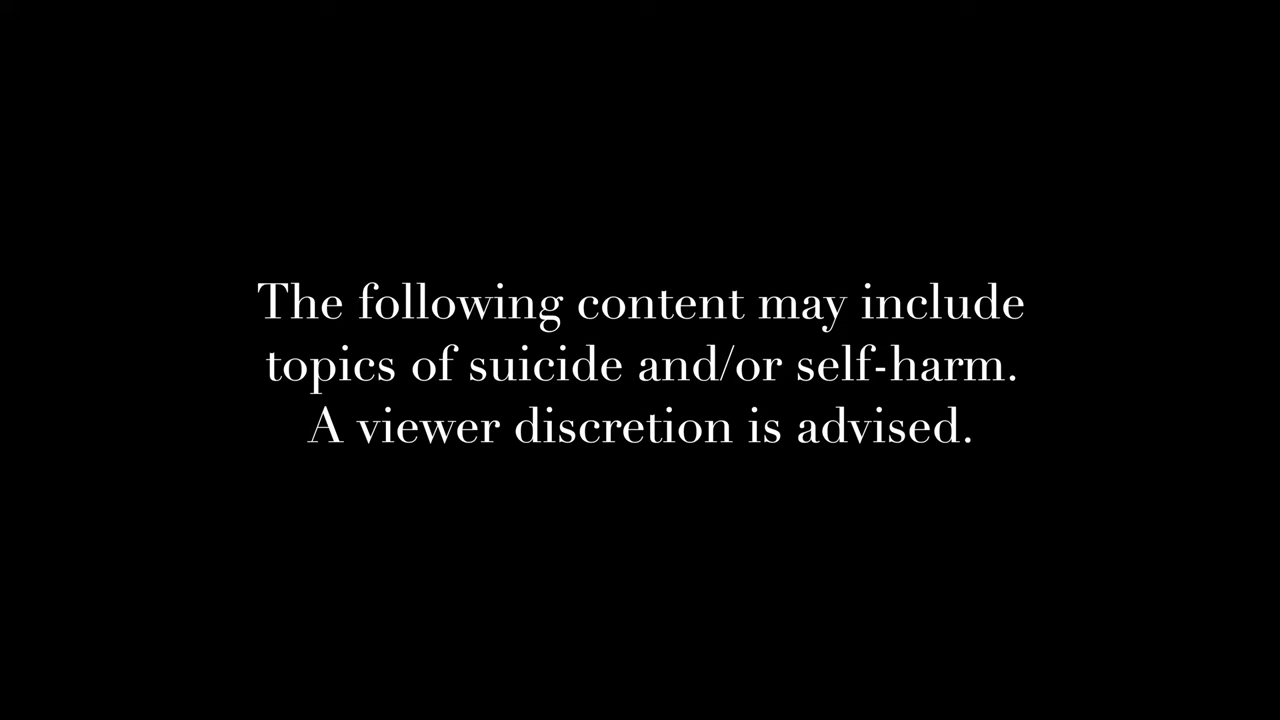 The following content may include
topics of suicide and/or self-harm.
A viewer discretion is advised.